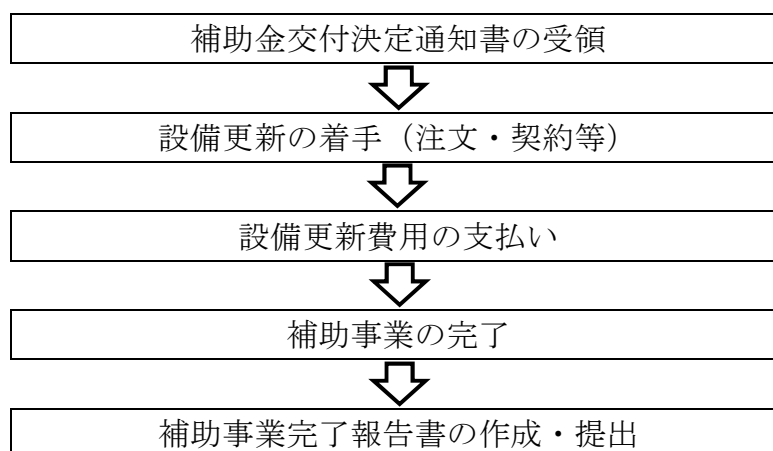 補助金交付決定通知書の受領
設備更新の着手（注文・契約等）
設備更新費用の支払い
補助事業の完了
補助事業完了報告書の作成・提出